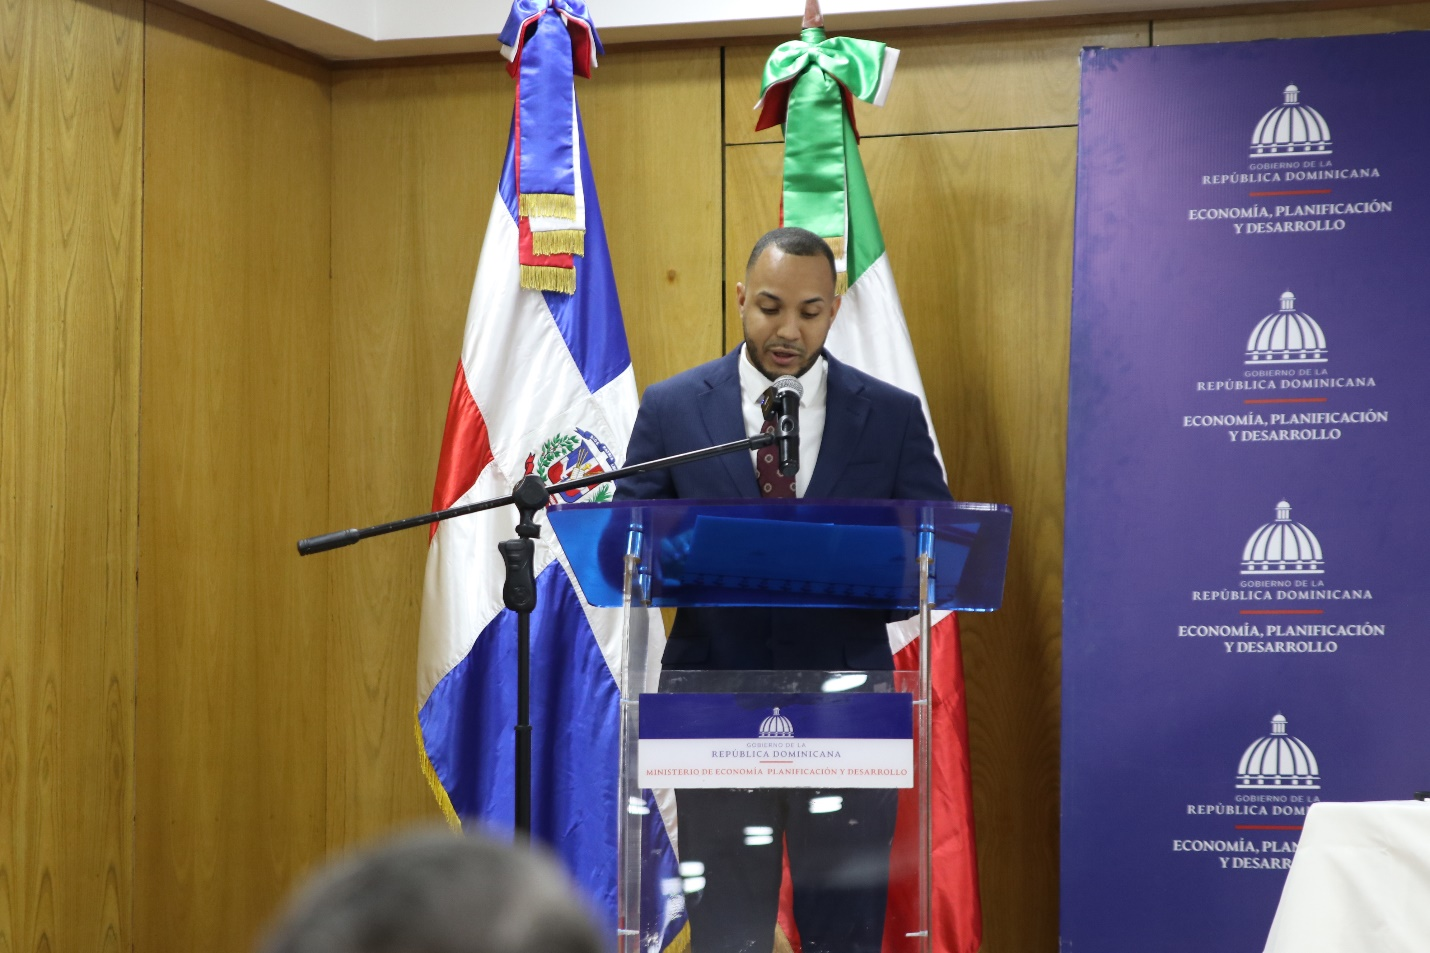 GOBIERNO DE LA
REPÚBLICA DOMINICANA
ECONOMÍA, PLANIFICACIÓN
Y DESARROLLO
GOBIERNO DE LA
REPÚBLICA DOMINICANA
ECONOMÍA, PLANIFICACIÓN
Y DESARROLLO
GOBIERNO DE LA
REPÚBLICA DOMINICANA
ECONOMÍA, PLANIFICACIÓN
Y DESARROLLO
GOBIERNO DE LA
REPÚBLICA DOM
ECONOMÍA, PLAN
Y DESARR
GOBIERNO DE LA
REPÚBLICA DOMINICANA
MINISTERIO DE ECONOMÍA PLANIFICACIÓN Y DESARROLLO